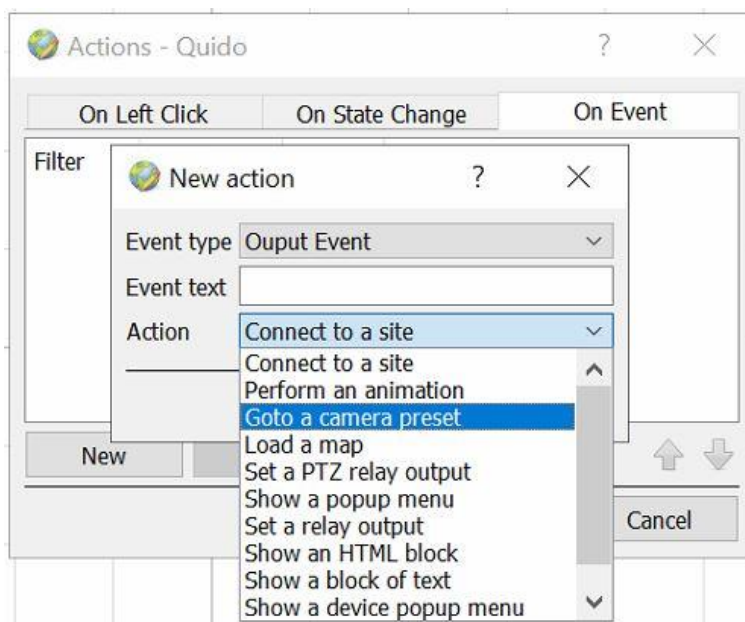 Actions - Quido
?
On Left Click
On State Change
On Event
Filter
New action
?
Event type
Ouput Event
Event text
Action
Connect to a site
Connect to a site
Perform an animation
Goto a camera preset
Load a map
Set a PTZ relay output
Show a popup menu
Set a relay output
Show an HTML block
Show a block of text
Show a device popup menu
New
Cancel